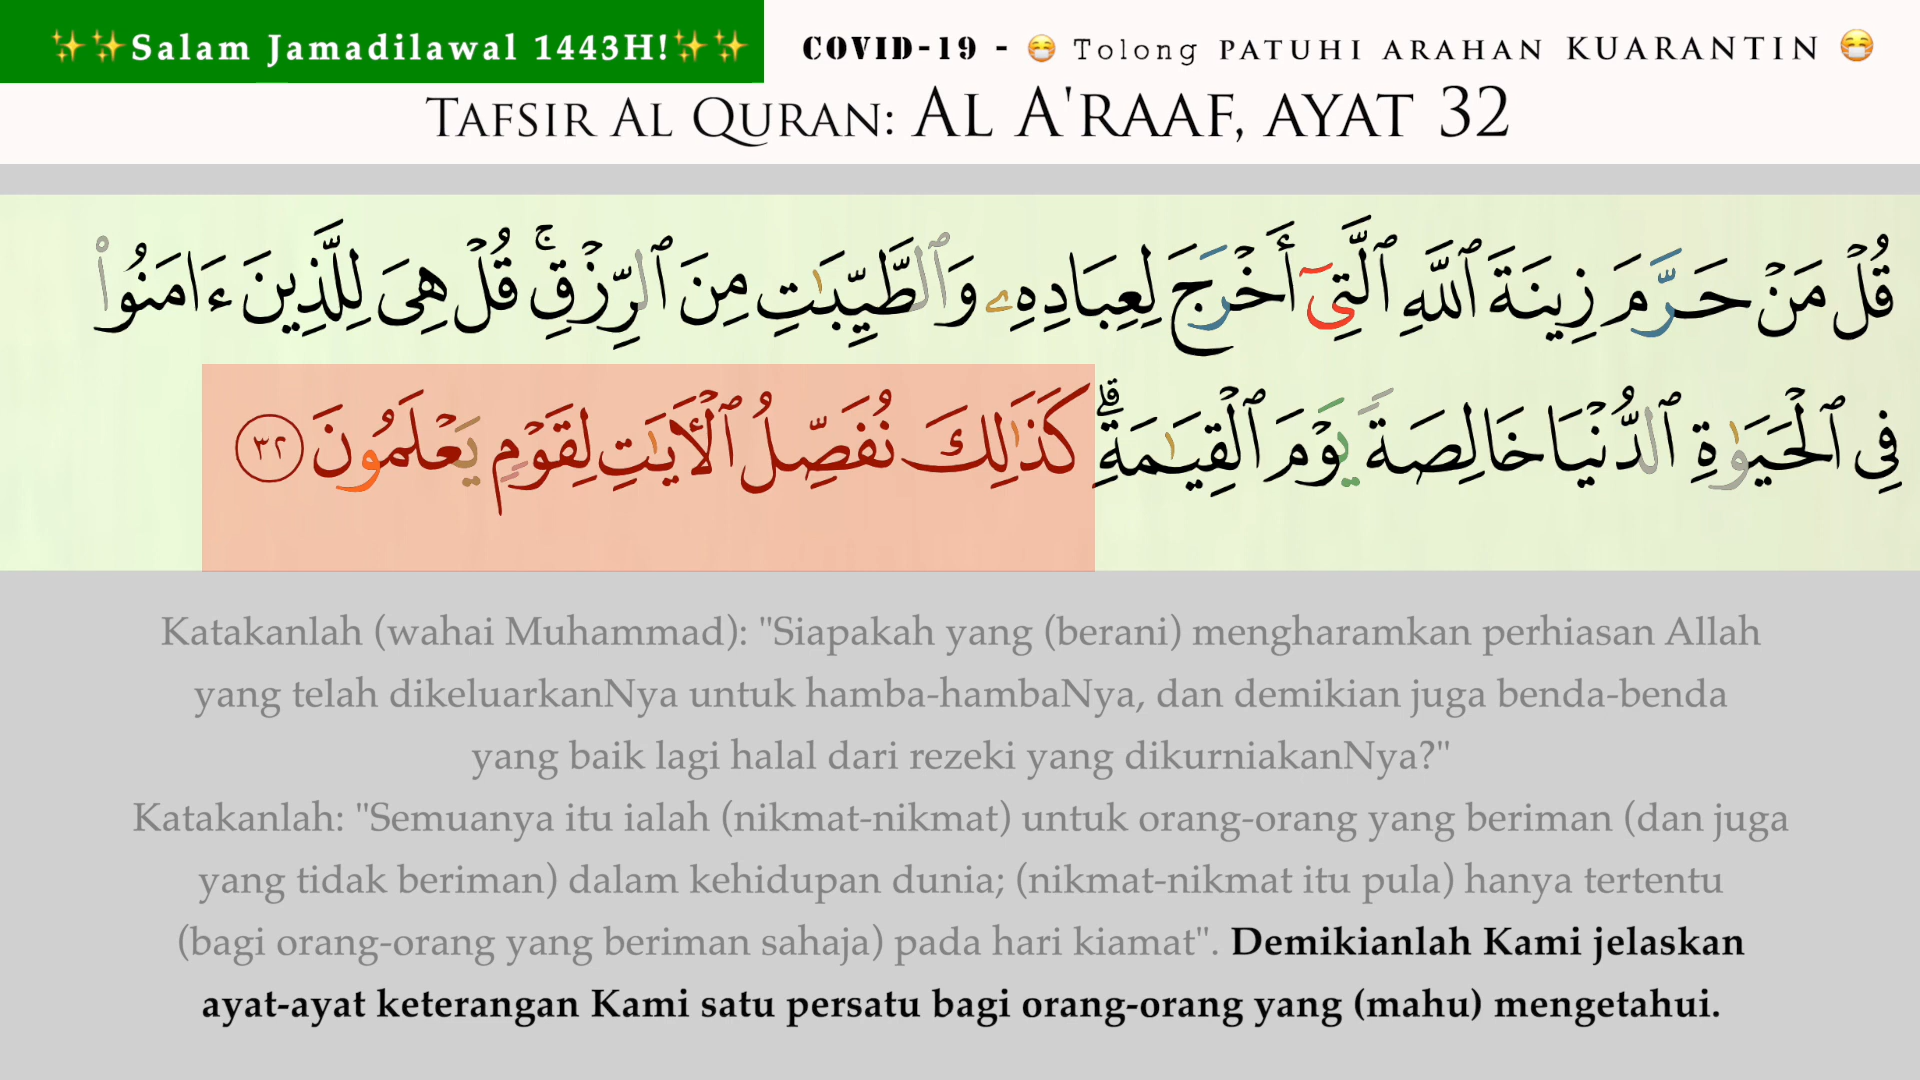 ✨✨Salam Jamadilawal 1443H!✨✨
COVID-19 - 😷 Tolong PATUHI ARAHAN KUARANTIN 😷
TAFSIR AL QURAN: AL A'RAAF, AYAT 32
قُلْ مَنْ حَرَّمَ زِينَةَ ٱللَّهِ ٱلَّتِىٓ أَخْرَجَ لِعِبَادِهِۦ وَٱلطَّيِّبَـٰتِ مِنَ ٱلرِّزْقِ ۚ قُلْ هِىَ لِلَّذِينَ ءَامَنُوا۟
فِى ٱلْحَيَوٰةِ ٱلدُّنْيَا خَالِصَةً يَوْمَ ٱلْقِيَـٰمَةِ ۗ كَذَٰلِكَ نُفَصِّلُ ٱلْـَٔايَـٰتِ لِقَوْمٍ يَعْلَمُونَ ٣٢
Katakanlah (wahai Muhammad): "Siapakah yang (berani) mengharamkan perhiasan Allah
yang telah dikeluarkanNya untuk hamba-hambaNya, dan demikian juga benda-benda
yang baik lagi halal dari rezeki yang dikurniakanNya?"
Katakanlah: "Semuanya itu ialah (nikmat-nikmat) untuk orang-orang yang beriman (dan juga
yang tidak beriman) dalam kehidupan dunia; (nikmat-nikmat itu pula) hanya tertentu
(bagi orang-orang yang beriman sahaja) pada hari kiamat". Demikianlah Kami jelaskan
ayat-ayat keterangan Kami satu persatu bagi orang-orang yang (mahu) mengetahui.